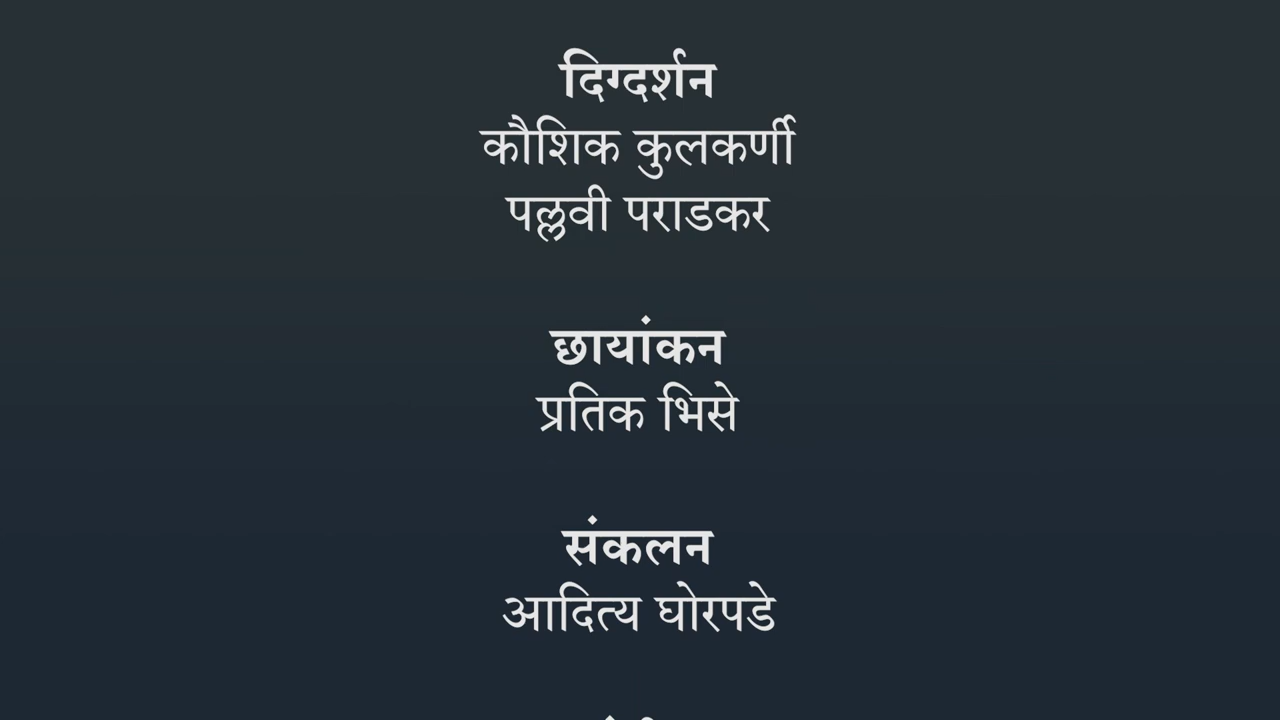 दिग्दर्शन
कौशिक कुलकर्णी
पल्लवी पराडकर
छायांकन
प्रतिक भिसे
संकलन
आदित्य घोरपडे